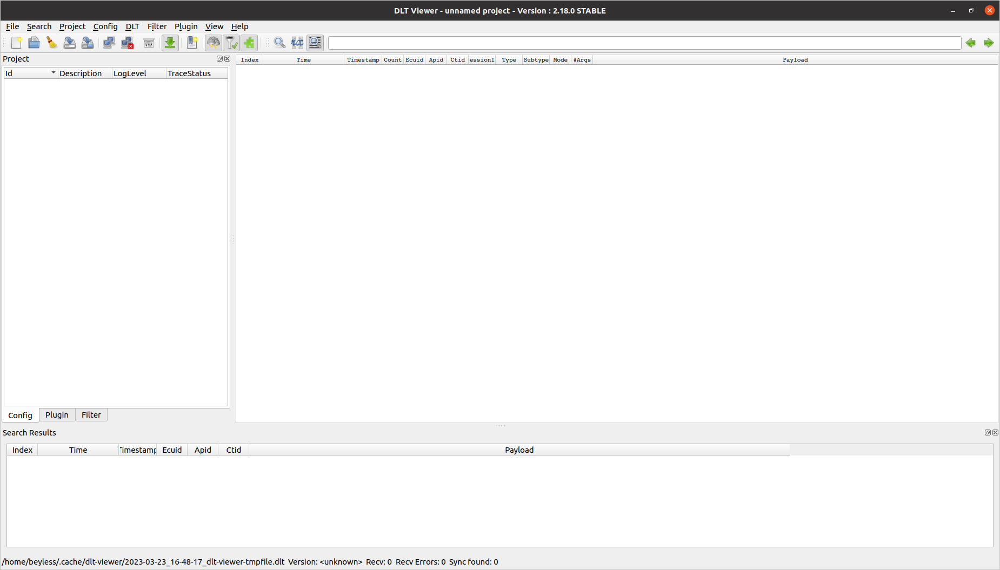 DLT Viewer - unnamed project - Version : 2.18.0 STABLE
File Search Project Config DLT Filter Plugin View Help
Project
Id Description LogLevel TraceStatus
Index Time Timestamp Count Ecuid Apid Ctid essionI Type Subtype Mode #Args Payload
Config Plugin Filter
Search Results
Index Time Timestamp Ecuid Apid Ctid Payload
/home/beyless/.cache/dlt-viewer/2023-03-23_16-48-17_dlt-viewer-tmpfile.dlt Version: <unknown> Recv: 0 Recv Errors: 0 Sync found: 0